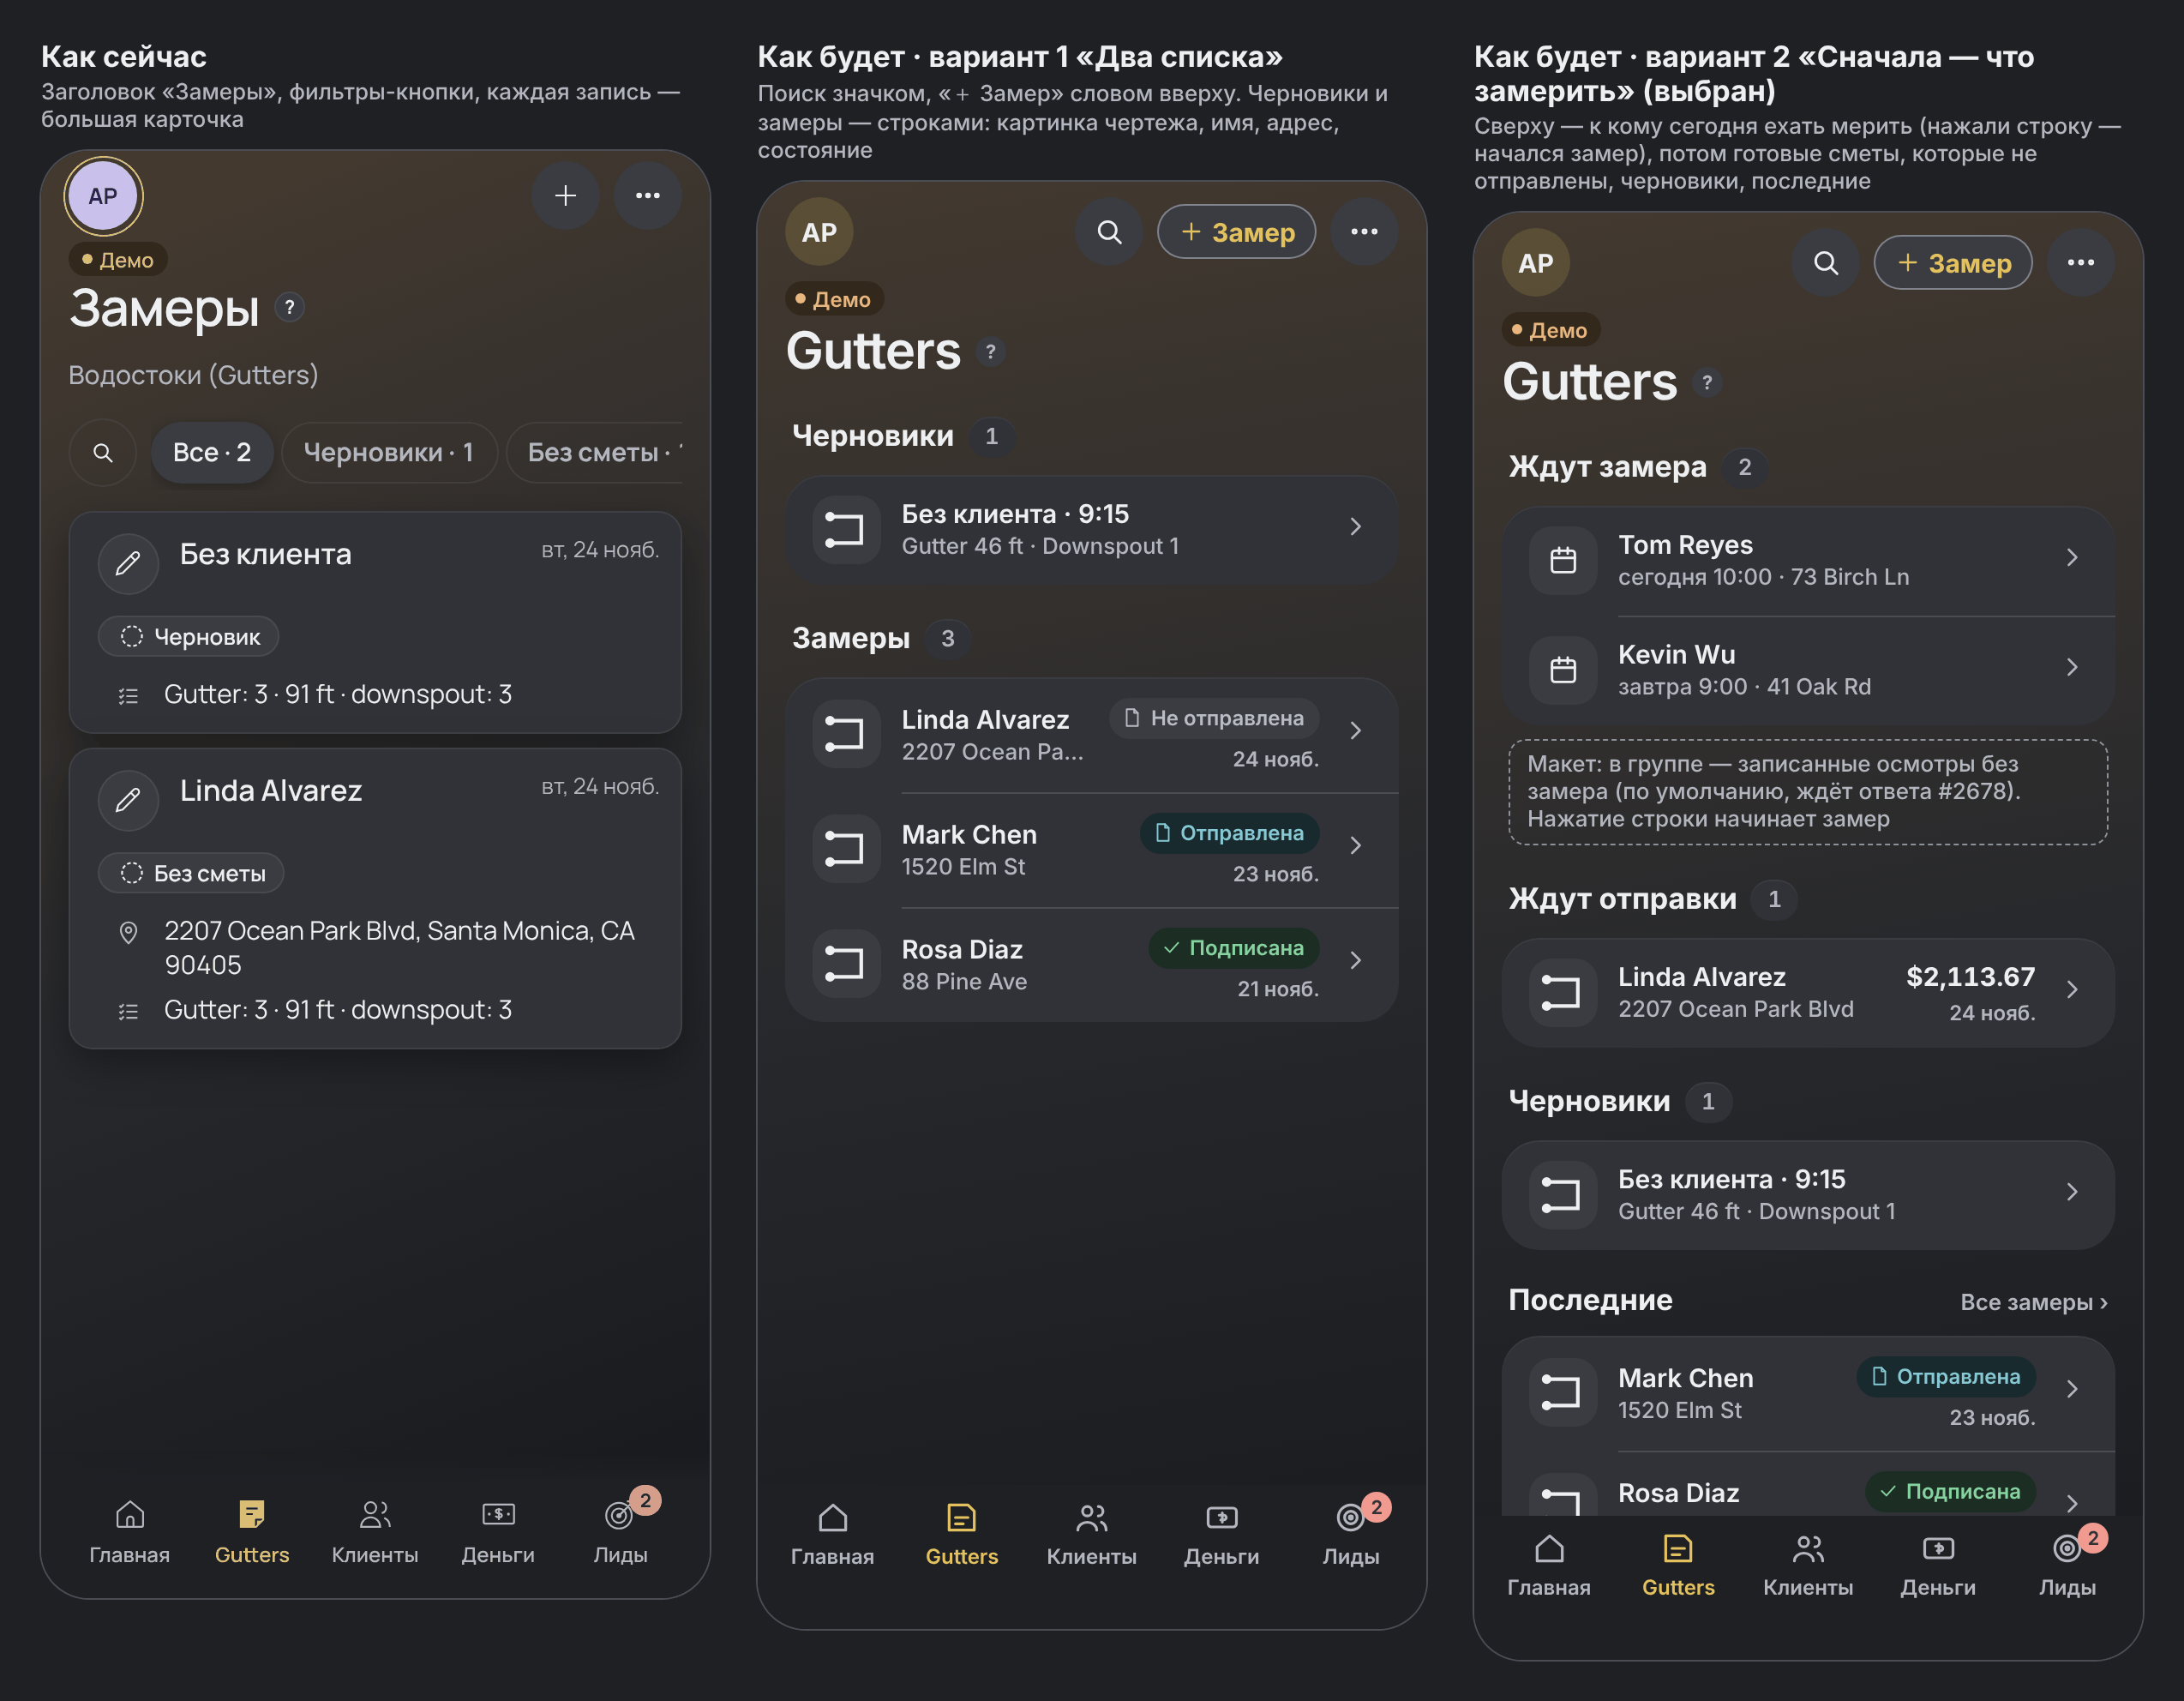 Как сейчас
Заголовок «Замеры», фильтры-кнопки, каждая запись —
большая карточка
AP
Демо
Замеры ?
Водостоки (Gutters)
Все · 2
Черновики · 1
Без сметы ·
Без клиента
вт, 24 нояб.
Черновик
Gutter: 3 · 91 ft · downspout: 3
Linda Alvarez
вт, 24 нояб.
Без сметы
2207 Ocean Park Blvd, Santa Monica, CA
90405
Gutter: 3 · 91 ft · downspout: 3
2
Главная
Gutters
Клиенты
Деньги
Лиды
Как будет · вариант 1 «Два списка»
Поиск значком, «＋ Замер» словом вверху. Черновики и
замеры — строками: картинка чертежа, имя, адрес,
состояние
AP
+ Замер
Демо
Gutters ?
Черновики 1
Без клиента · 9:15
Gutter 46 ft · Downspout 1
Замеры 3
Linda Alvarez
Не отправлена
2207 Ocean Pa...
24 нояб.
Mark Chen
Отправлена
1520 Elm St
23 нояб.
Rosa Diaz
Подписана
88 Pine Ave
21 нояб.
2
Главная
Gutters
Клиенты
Деньги
Лиды
Как будет · вариант 2 «Сначала — что
замерить» (выбран)
Сверху — к кому сегодня ехать мерить (нажали строку —
начался замер), потом готовые сметы, которые не
отправлены, черновики, последние
AP
+ Замер
Демо
Gutters ?
Ждут замера 2
Tom Reyes
сегодня 10:00 · 73 Birch Ln
Kevin Wu
завтра 9:00 · 41 Oak Rd
Макет: в группе — записанные осмотры без
замера (по умолчанию, ждёт ответа #2678).
Нажатие строки начинает замер
Ждут отправки 1
Linda Alvarez
$2,113.67
2207 Ocean Park Blvd
24 нояб.
Черновики 1
Без клиента · 9:15
Gutter 46 ft · Downspout 1
Последние
Все замеры ›
Mark Chen
Отправлена
1520 Elm St
23 нояб.
Rosa Diaz
Подписана
2
Главная
Gutters
Клиенты
Деньги
Лиды